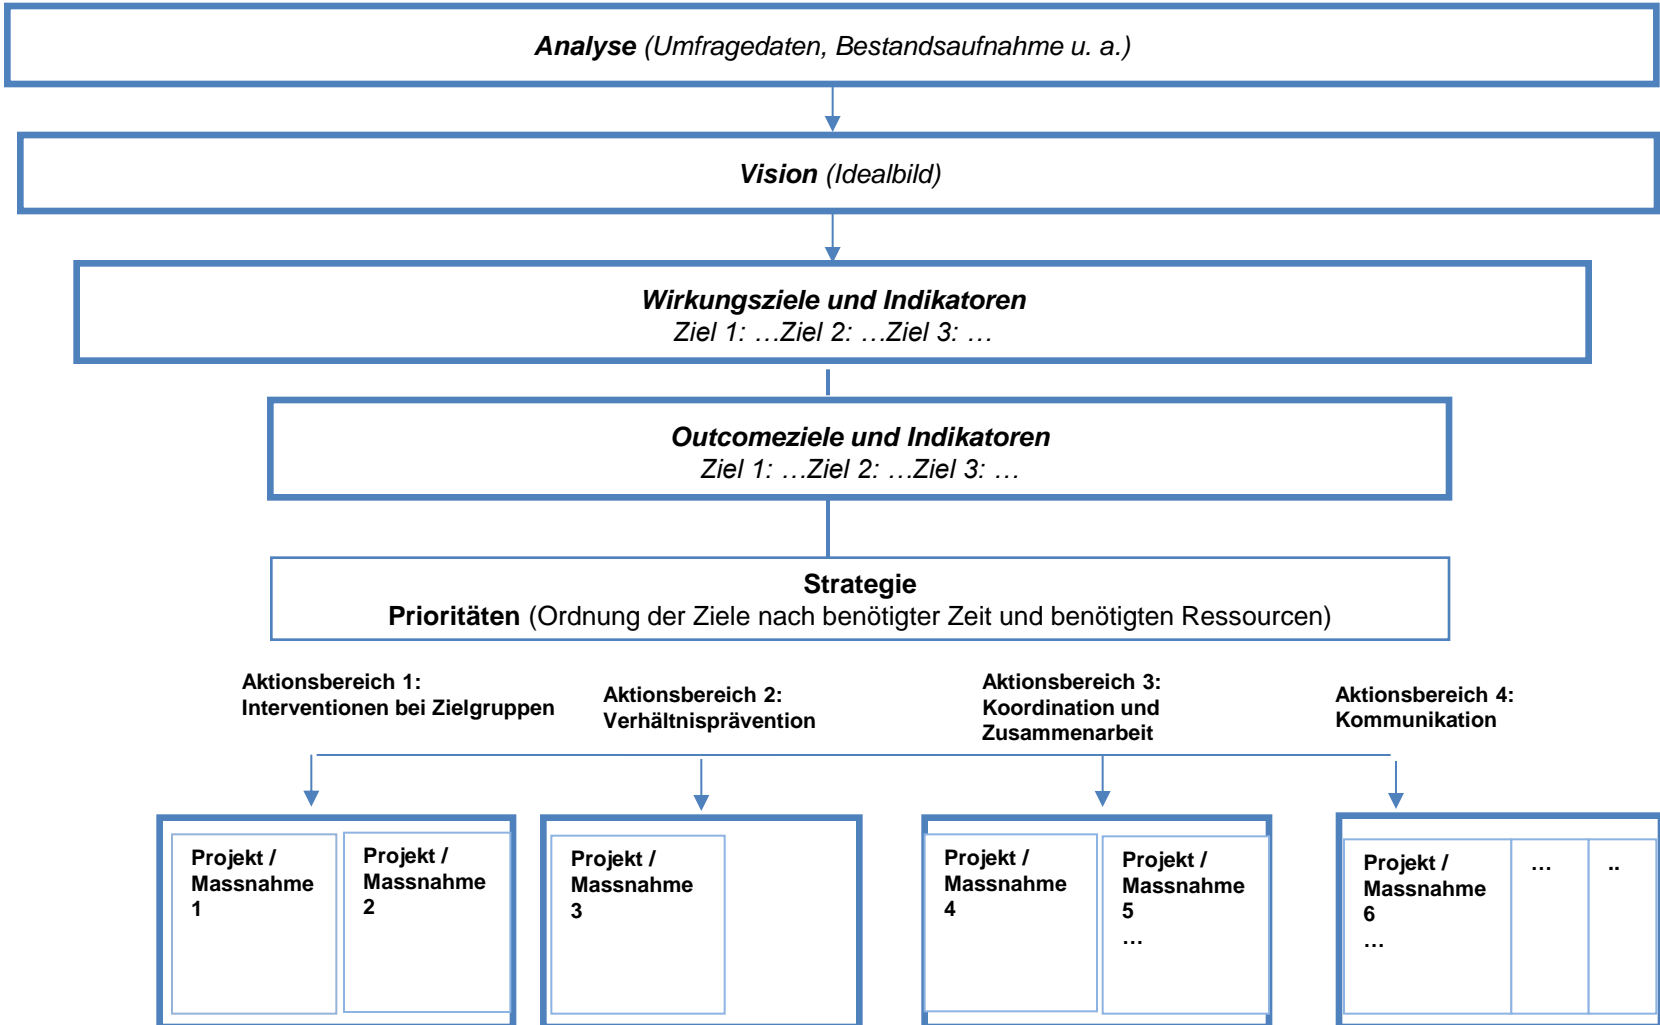 Analyse (Umfragedaten, Bestandsaufnahme u. a.)
Vision (Idealbild)
Wirkungsziele und Indikatoren
Ziel 1: …Ziel 2: …Ziel 3: …
Outcomeziele und Indikatoren
Ziel 1: …Ziel 2: …Ziel 3: …
Strategie
Prioritäten (Ordnung der Ziele nach benötigter Zeit und benötigten Ressourcen)
Aktionsbereich 1:
Interventionen bei Zielgruppen
Aktionsbereich 2:
Verhältnisprävention
Aktionsbereich 3:
Koordination und
Zusammenarbeit
Aktionsbereich 4:
Kommunikation
Projekt /
Massnahme
1
Projekt /
Massnahme
2
Projekt /
Massnahme
3
Projekt /
Massnahme
4
Projekt /
Massnahme
5
…
Projekt /
Massnahme
6
…
…
..